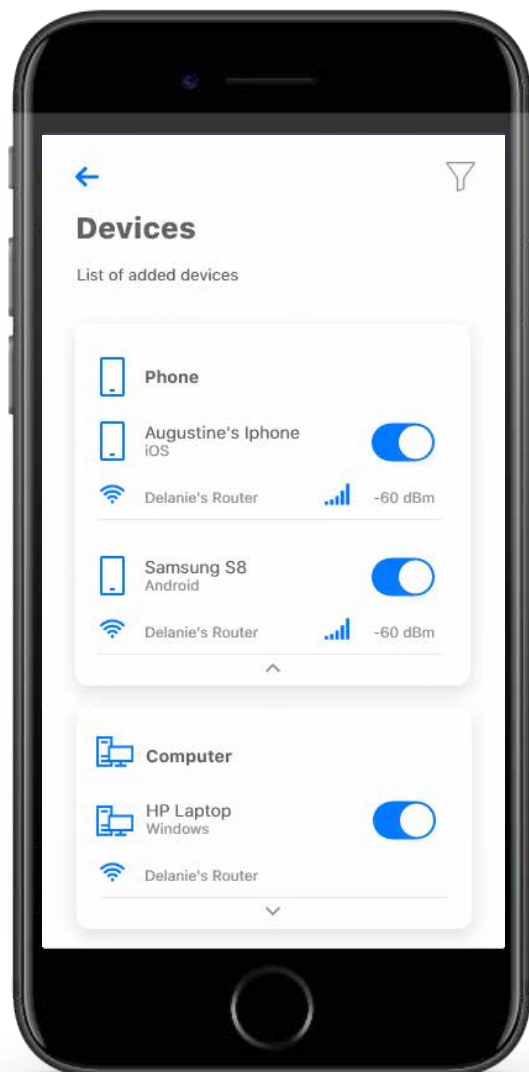 Devices
List of added devices
Phone
Augustine's Iphone
iOS
Delanie's Router -60 dBm
Samsung S8
Android
Delanie's Router -60 dBm
Computer
HP Laptop
Windows
Delanie's Router